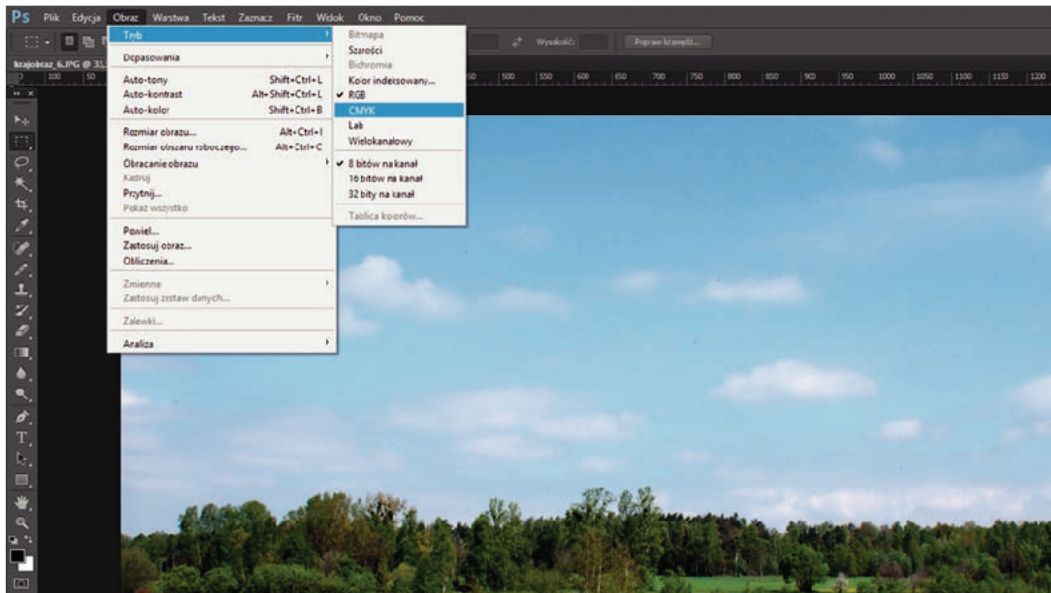 Ps Plik Edycja Obraz Warstwa Tekst Zaznacz Filtr Widok Okno Pomoc
Wysokość: Popraw krawędź...
krajobraz_6.JPG @ 33,
100 50 500 550 600 650 700 750 800 850 900 950 1000 1050 1100 1150 1200
Tryb
Dopasowania
Auto-tony Shift+Ctrl+L
Auto-kontrast Alt+Shift+Ctrl+L
Auto-kolor Shift+Ctrl+B
Rozmiar obrazu... Alt+Ctrl+I
Rozmiar obszaru roboczego... Alt+Ctrl+C
Obracanie obrazu
Kadruj
Przytnij...
Pokaż wszystko
Powiel...
Zastosuj obraz...
Obliczenia...
Zmienne
Zastosuj zestaw danych...
Zalewki...
Analiza
Bitmapa
Szarości
Bichromia
Kolor indeksowany...
RGB
CMYK
Lab
Wielokanałowy
8 bitów na kanał
16 bitów na kanał
32 bity na kanał
Tablica kolorów...